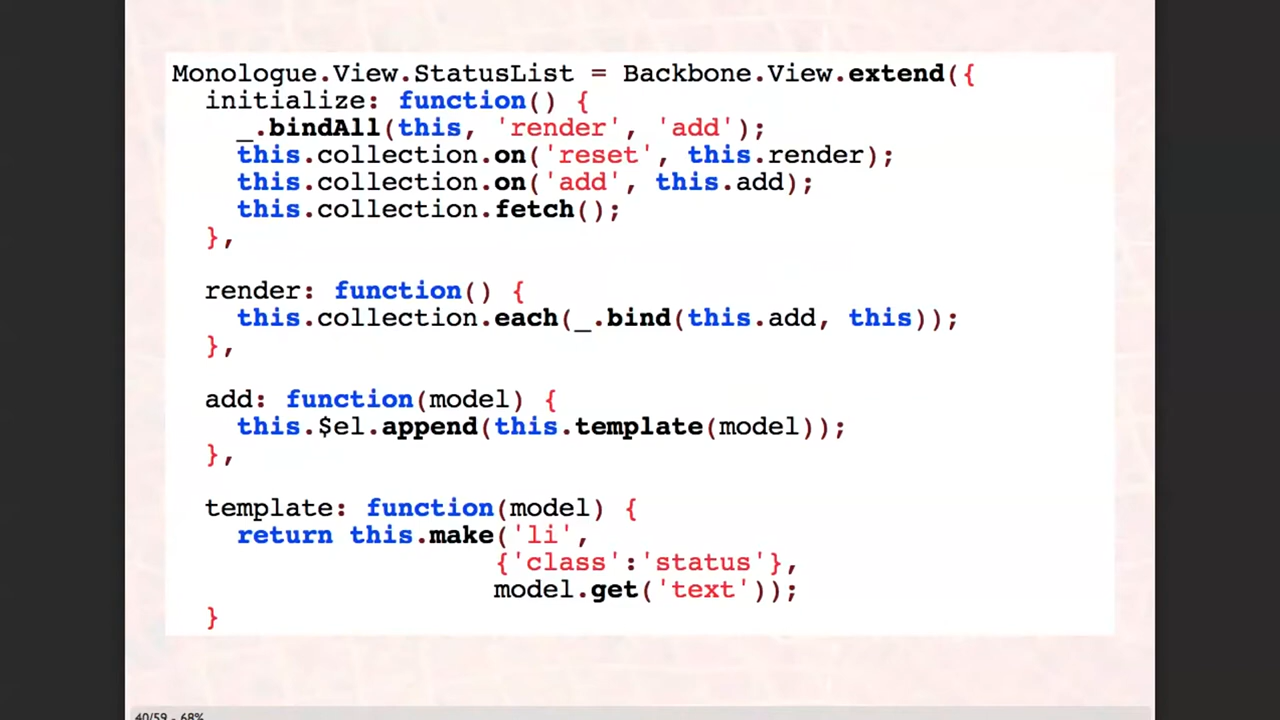 Monologue.View.StatusList = Backbone.View.extend({
  initialize: function() {
    _.bindAll(this, 'render', 'add');
    this.collection.on('reset', this.render);
    this.collection.on('add', this.add);
    this.collection.fetch();
  },

  render: function() {
    this.collection.each(_.bind(this.add, this));
  },

  add: function(model) {
    this.$el.append(this.template(model));
  },

  template: function(model) {
    return this.make('li',
                    {'class':'status'},
                    model.get('text'));
  }
40/59 - 68%